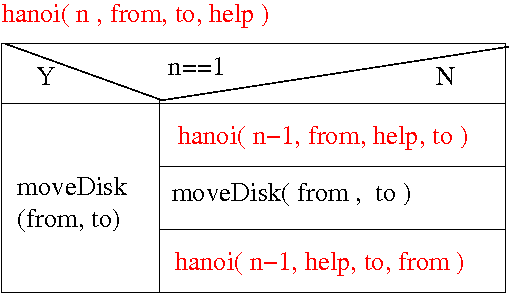 hanoi( n , from, to, help )
n==1
Y
N
hanoi( n−1, from, help, to )
moveDisk
(from, to)
moveDisk( from ,  to )
hanoi( n−1, help, to, from )